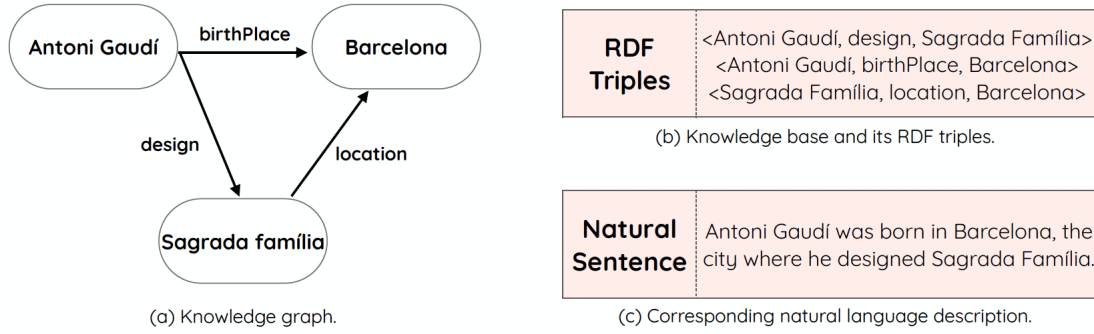 Antoni Gaudí
birthPlace
Barcelona
design
location
Sagrada família
(a) Knowledge graph.
RDF
Triples
<Antoni Gaudí, design, Sagrada Família>
<Antoni Gaudí, birthPlace, Barcelona>
<Sagrada Família, location, Barcelona>
(b) Knowledge base and its RDF triples.
Natural
Sentence
Antoni Gaudí was born in Barcelona, the
city where he designed Sagrada Família.
(c) Corresponding natural language description.